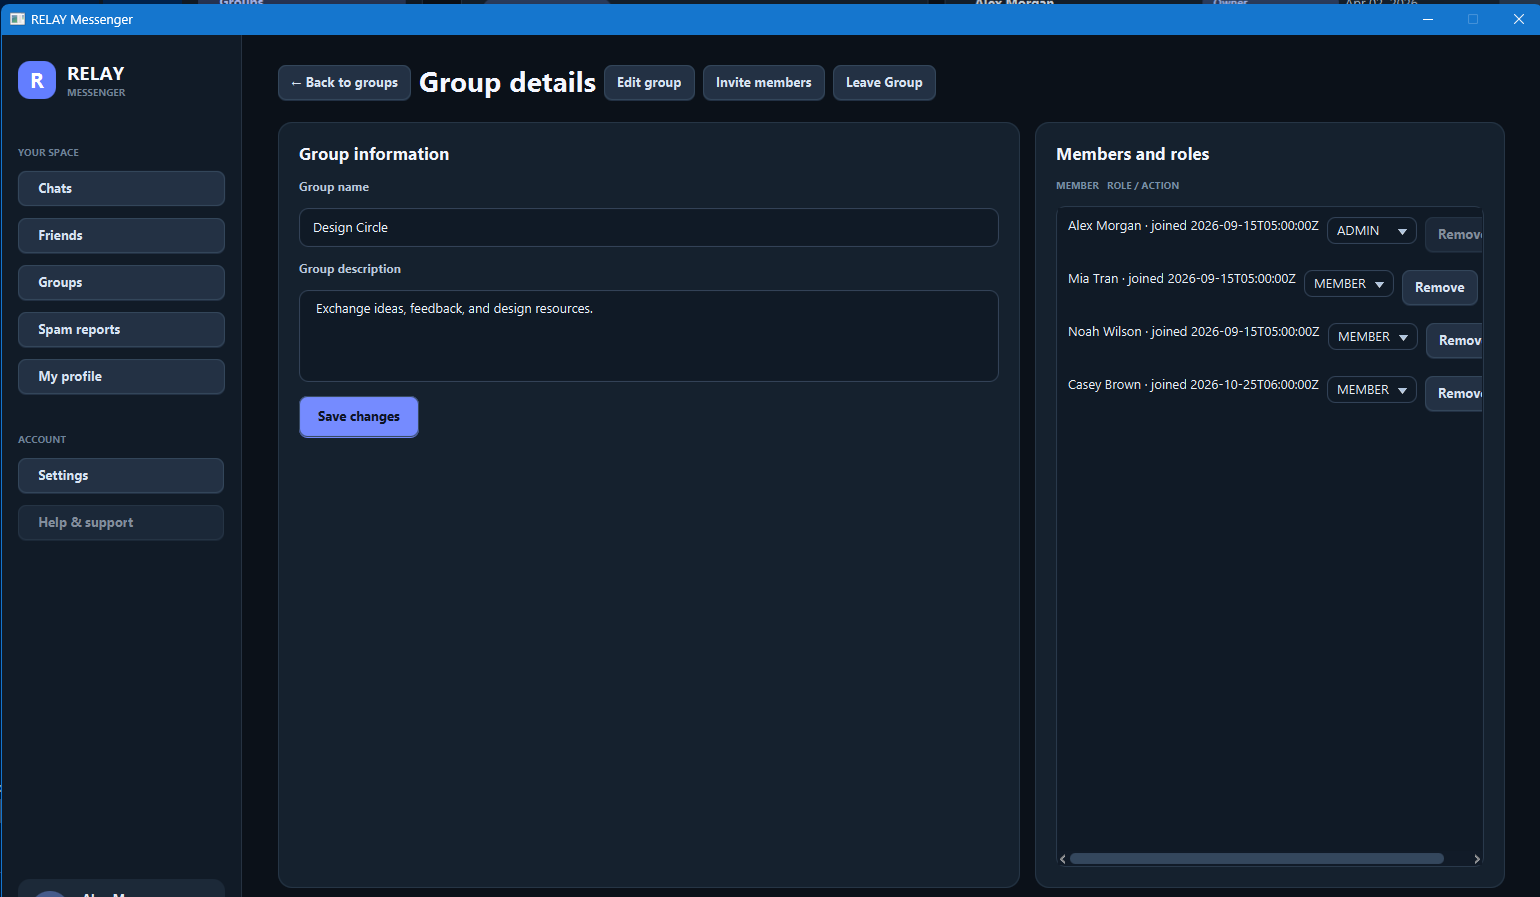 RELAY Messenger
R
RELAY
MESSENGER
YOUR SPACE
Chats
Friends
Groups
Spam reports
My profile
ACCOUNT
Settings
Help & support
← Back to groups
Group details
Edit group
Invite members
Leave Group
Group information
Group name
Design Circle
Group description
Exchange ideas, feedback, and design resources.
Save changes
Members and roles
MEMBER ROLE / ACTION
Alex Morgan · joined 2026-09-15T05:00:00Z ADMIN Remov
Mia Tran · joined 2026-09-15T05:00:00Z MEMBER Remove
Noah Wilson · joined 2026-09-15T05:00:00Z MEMBER Remov
Casey Brown · joined 2026-10-25T06:00:00Z MEMBER Remov